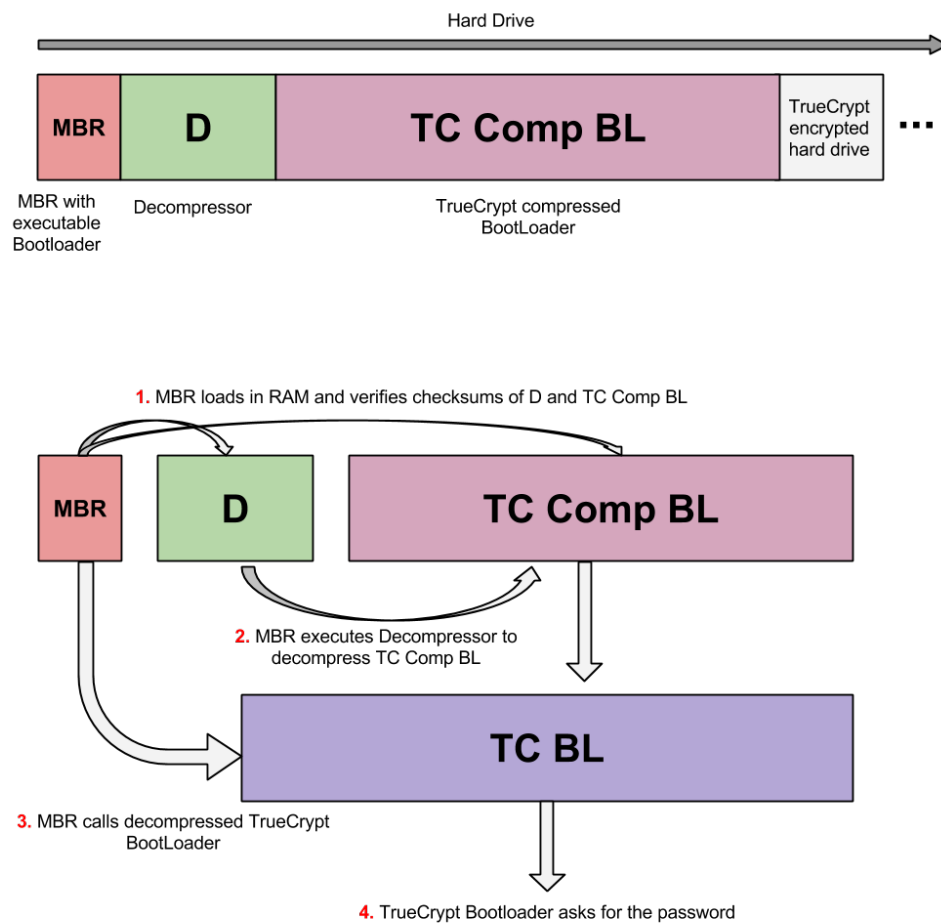 Hard Drive
MBR
D
TC Comp BL
TrueCrypt
encrypted
hard drive
...
MBR with
executable
Bootloader
Decompressor
TrueCrypt compressed
BootLoader
1. MBR loads in RAM and verifies checksums of D and TC Comp BL
MBR
D
TC Comp BL
2. MBR executes Decompressor to
decompress TC Comp BL
TC BL
3. MBR calls decompressed TrueCrypt
BootLoader
4. TrueCrypt Bootloader asks for the password